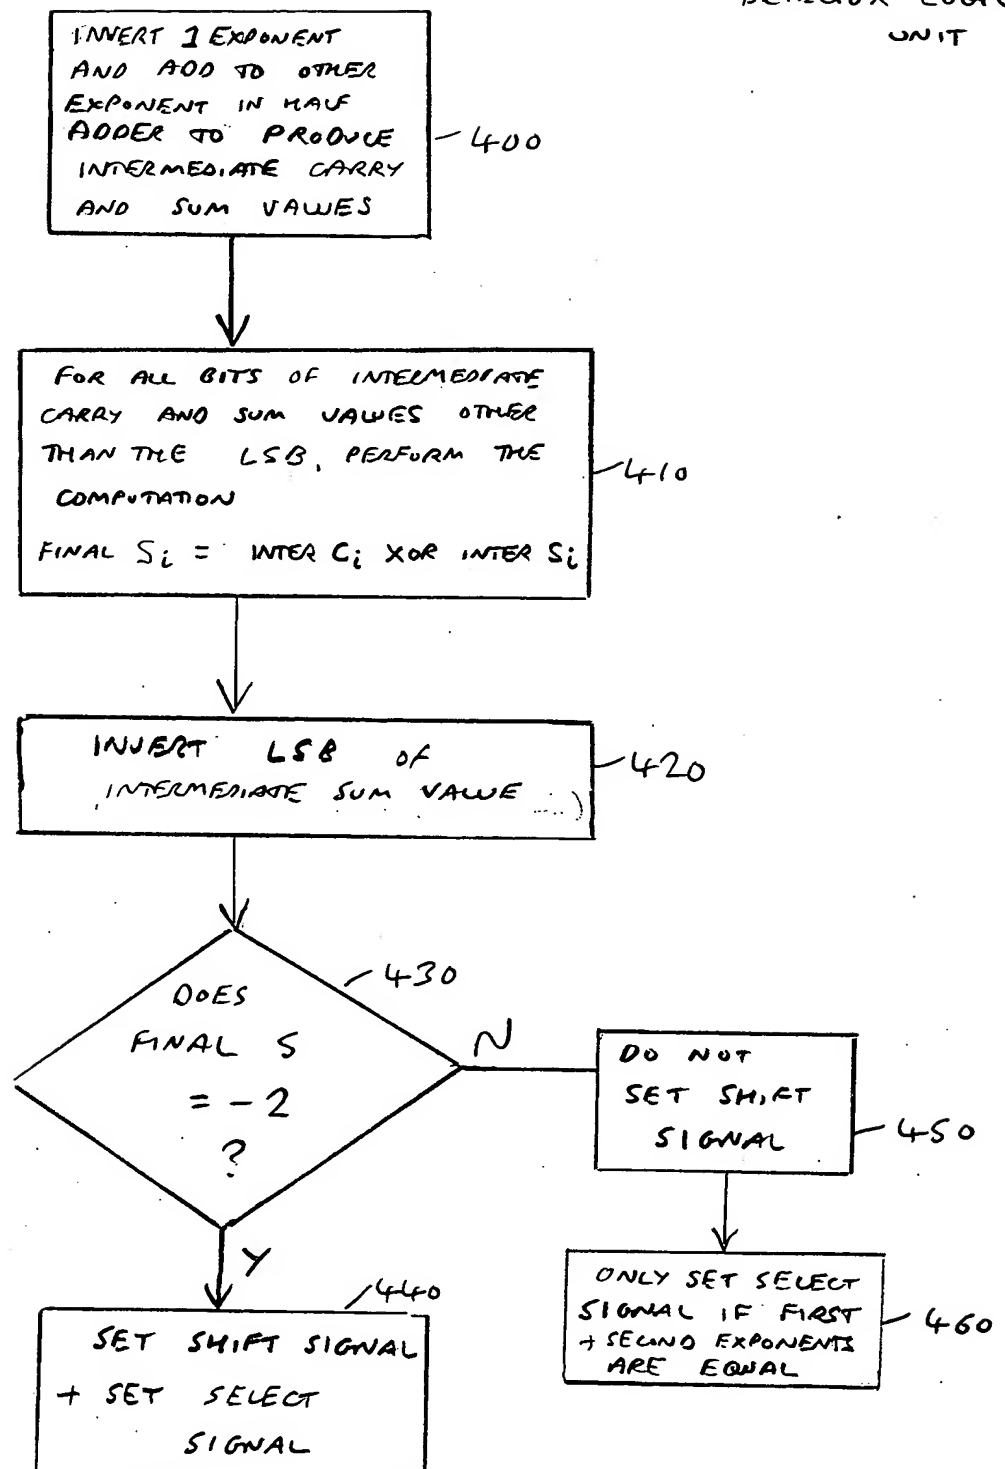 UNIT
INVERT 1 EXPONENT
AND ADD TO OTHER
EXPONENT IN HALF
ADDER TO PRODUCE
INTERMEDIATE CARRY
AND SUM VALUES
400
FOR ALL BITS OF INTERMEDIATE
CARRY AND SUM VALUES OTHER
THAN THE LSB, PERFORM THE
COMPUTATION
FINAL Si = INTER Ci XOR INTER Si
410
INVERT LSB OF
INTERMEDIATE SUM VALUE
420
DOES
FINAL S
= -2
?
430
N
DO NOT
SET SHIFT
SIGNAL
450
Y
ONLY SET SELECT
SIGNAL IF FIRST
+ SECOND EXPONENTS
ARE EQUAL
460
440
SET SHIFT SIGNAL
+ SET SELECT
SIGNAL